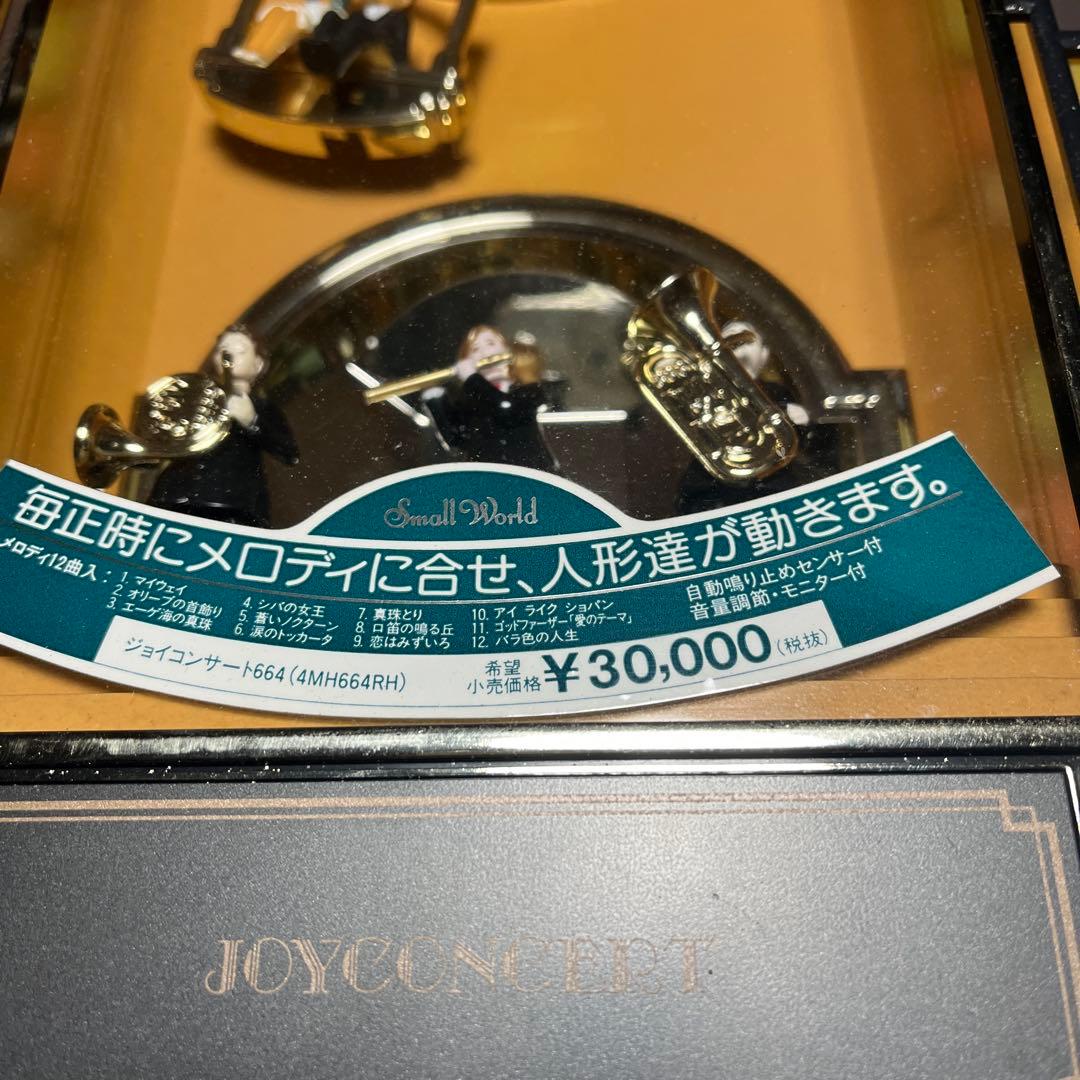 Small World
毎正時にメロディに合せ、人形達が動きます。
メロディ12曲入：
1. マイウェイ
2. オリーブの首飾り
3. エーゲ海の真珠
4. シバの女王
5. 蒼いノクターン
6. 涙のトッカータ
7. 真珠とり
8. 口笛の鳴る丘
9. 恋はみずいろ
10. アイ ライク ショパン
11. ゴッドファーザー「愛のテーマ」
12. バラ色の人生
自動鳴り止めセンサー付
音量調節・モニター付
ジョイコンサート664(4MH664RH)
希望
小売価格 ¥30,000(税抜)
JOYCONCERT